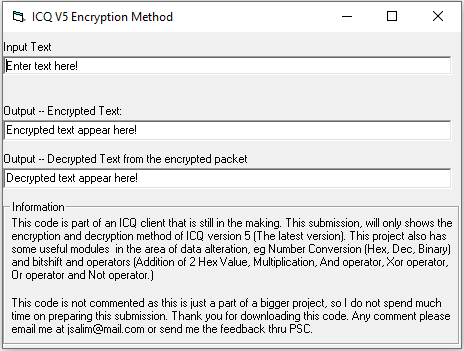 ICQ V5 Encryption Method
Input Text
Enter text here!
Output -- Encrypted Text:
Encrypted text appear here!
Output -- Decrypted Text from the encrypted packet
Decrypted text appear here!
Information
This code is part of an ICQ client that is still in the making. This submission, will only shows the
encryption and decryption method of ICQ version 5 (The latest version). This project also has
some useful modules in the area of data alteration, eg Number Conversion (Hex, Dec, Binary)
and bitshift and operators (Addition of 2 Hex Value, Multiplication, And operator, Xor operator,
Or operator and Not operator.)
This code is not commented as this is just a part of a bigger project, so I do not spend much
time on preparing this submission. Thank you for downloading this code. Any comment please
email me at jsalim@mail.com or send me the feedback thru PSC.